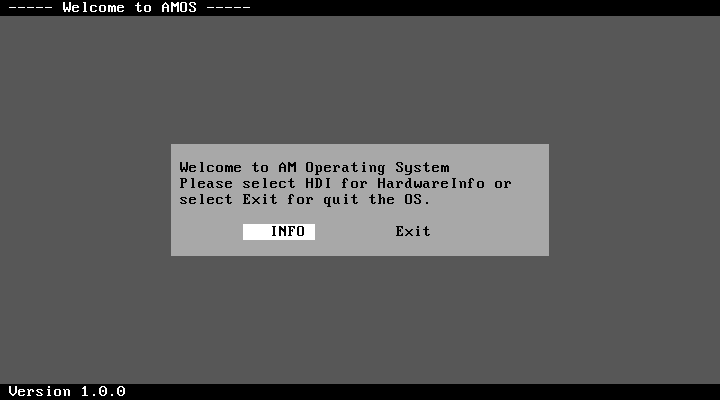 ----- Welcome to AMOS -----
Welcome to AM Operating System
Please select HDI for HardwareInfo or
select Exit for quit the OS.
INFO Exit
Version 1.0.0